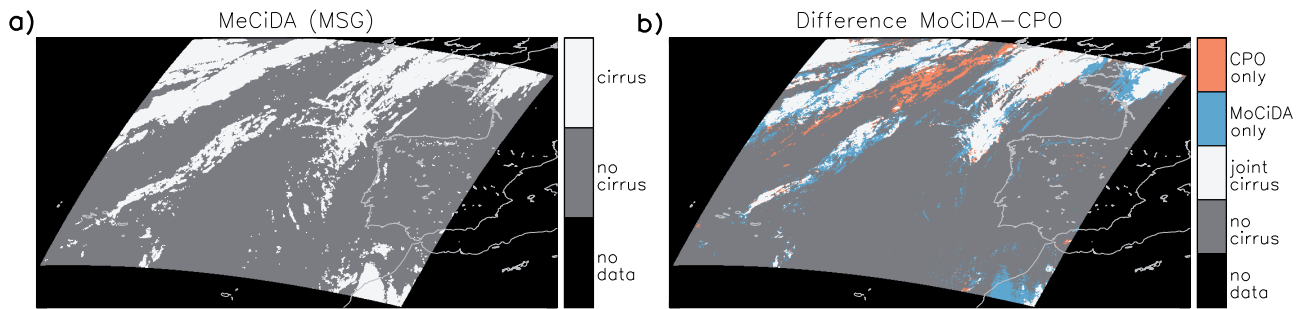 a) MeCiDA (MSG)
cirrus
no
cirrus
no
data
b) Difference MoCiDA−CPO
CPO
only
MoCiDA
only
joint
cirrus
no
cirrus
no
data